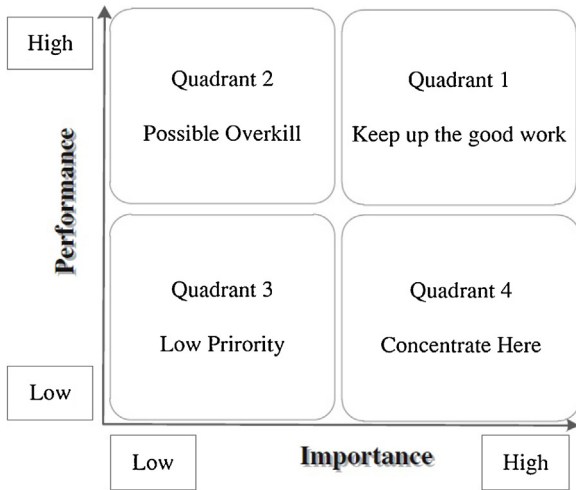 High
Quadrant 2
Possible Overkill
Quadrant 1
Keep up the good work
Performance
Quadrant 3
Low Prirority
Quadrant 4
Concentrate Here
Low
Low
Importance
High